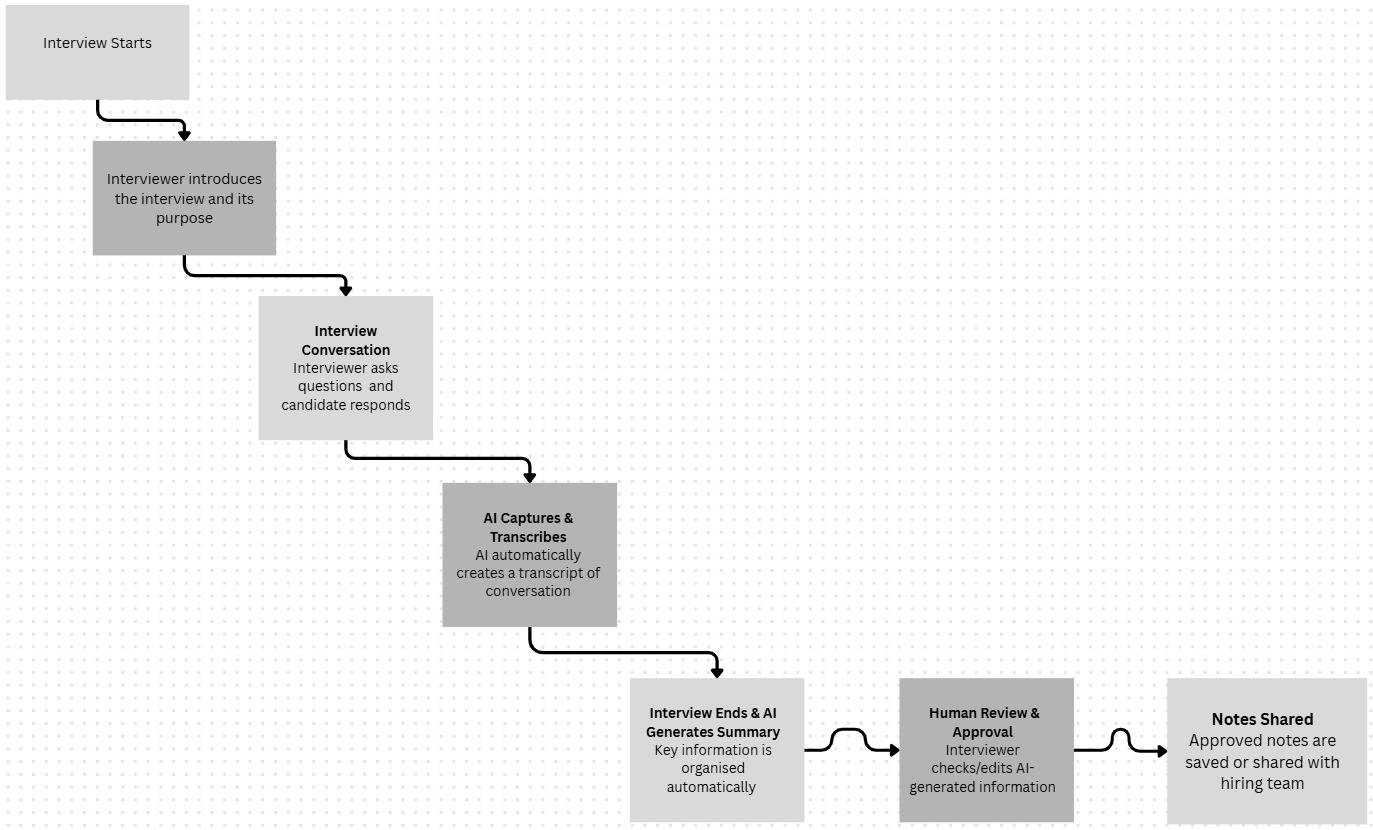 Interview Starts
Interviewer introduces
the interview and its
purpose
Interview
Conversation
Interviewer asks
questions  and
candidate responds
AI Captures &
Transcribes
AI automatically
creates a transcript of
conversation
Interview Ends & AI
Generates Summary
Key information is
organised
automatically
Human Review &
Approval
Interviewer
checks/edits AI-
generated information
Notes Shared
Approved notes are
saved or shared with
hiring team